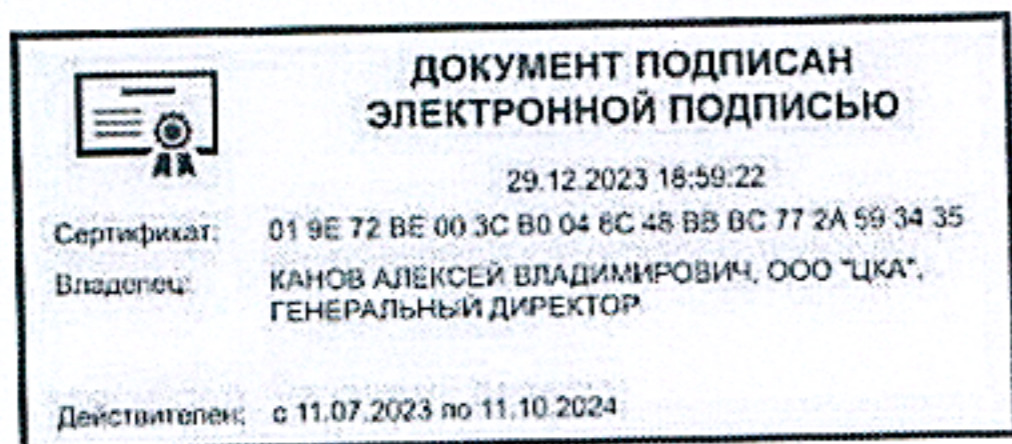 ДОКУМЕНТ ПОДПИСАН
ЭЛЕКТРОННОЙ ПОДПИСЬЮ
29.12.2023 18:59:22
Сертификат: 01 9E 72 BE 00 3C B0 04 8C 48 BB BC 77 2A 59 34 35
Владелец: КАНОВ АЛЕКСЕЙ ВЛАДИМИРОВИЧ, ООО "ЦКА",
ГЕНЕРАЛЬНЫЙ ДИРЕКТОР
Действителен: с 11.07.2023 по 11.10.2024